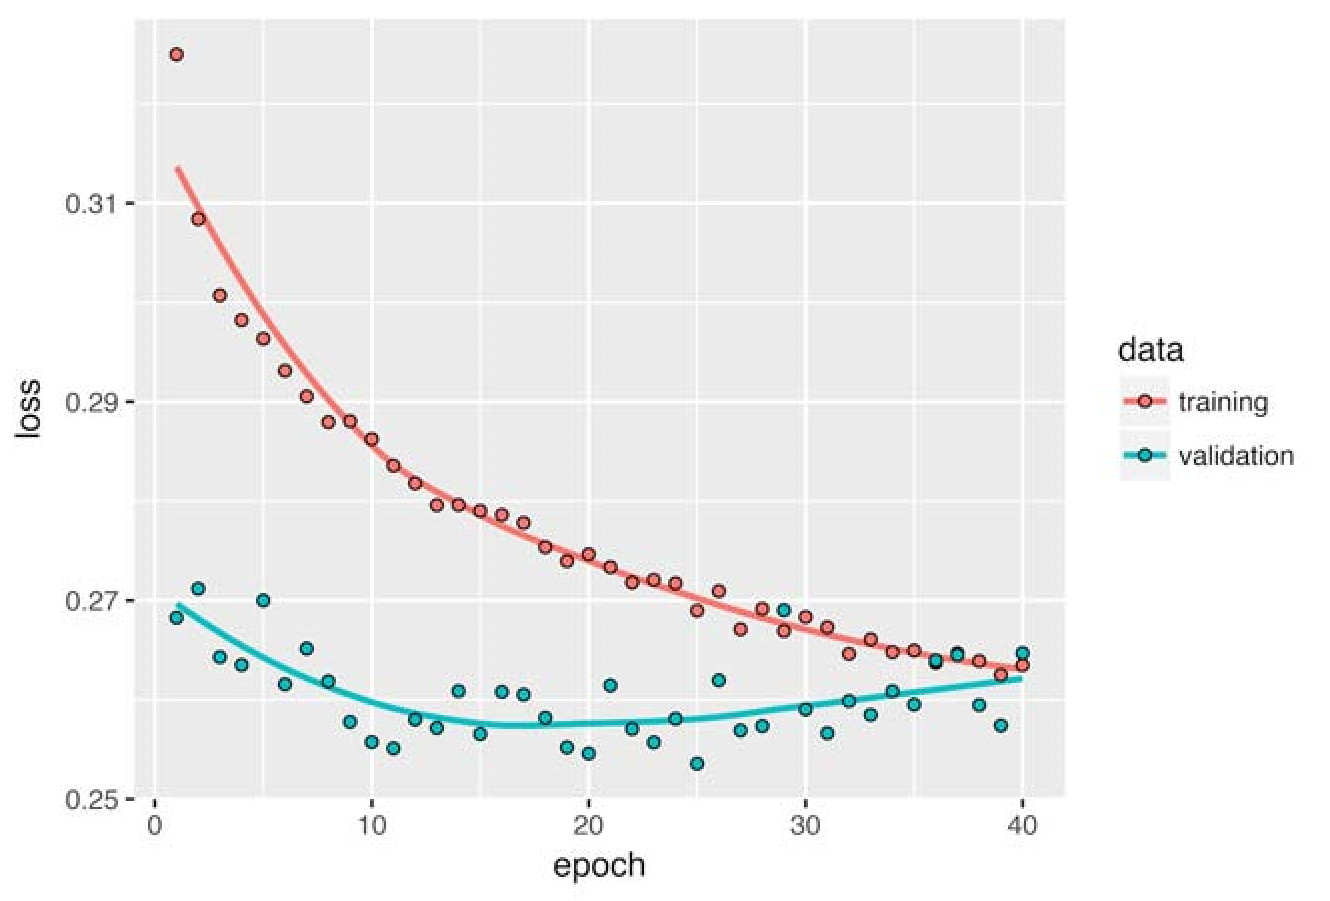 0.31
0.29
0.27
0.25
loss
0 10 20 30 40
epoch
data
training
validation